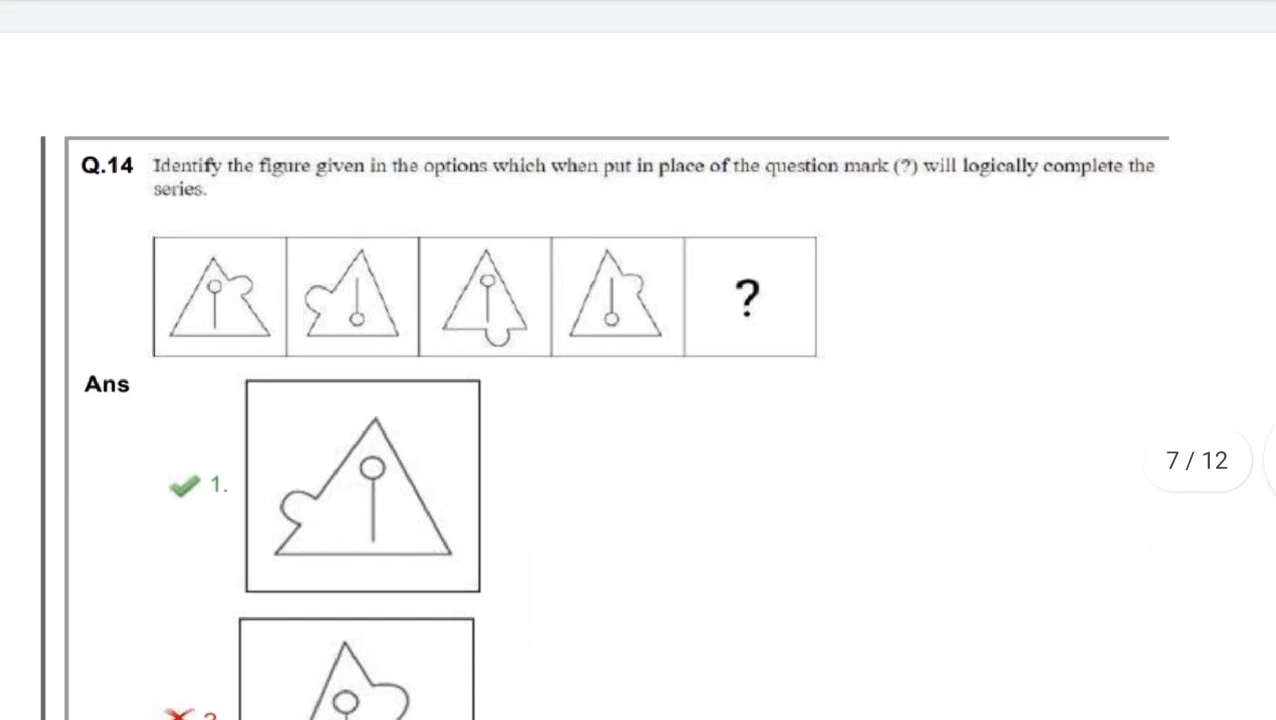 Q.14 Identify the figure given in the options which when put in place of the question mark (?) will logically complete the
series.
?
Ans
1.
7 / 12